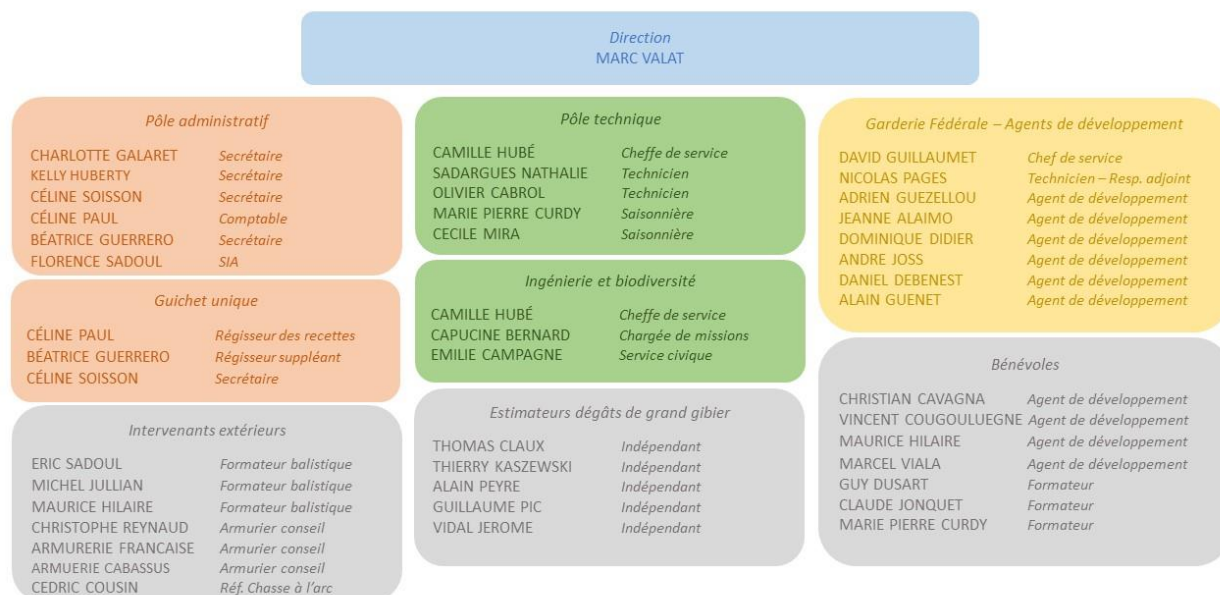 Direction
MARC VALAT
Pôle administratif
CHARLOTTE GALARET Secrétaire
KELLY HUBERTY Secrétaire
CÉLINE SOISSON Secrétaire
CÉLINE PAUL Comptable
BÉATRICE GUERRERO Secrétaire
FLORENCE SADOUL SIA
Guichet unique
CÉLINE PAUL Régisseur des recettes
BÉATRICE GUERRERO Régisseur suppléant
CÉLINE SOISSON Secrétaire
Intervenants extérieurs
ERIC SADOUL Formateur balistique
MICHEL JULLIAN Formateur balistique
MAURICE HILAIRE Formateur balistique
CHRISTOPHE REYNAUD Armurier conseil
ARMURERIE FRANCAISE Armurier conseil
ARMUERIE CABASSUS Armurier conseil
CEDRIC COUSIN Réf. Chasse à l'arc
Pôle technique
CAMILLE HUBÉ Cheffe de service
SADARGUES NATHALIE Technicien
OLIVIER CABROL Technicien
MARIE PIERRE CURDY Saisonnière
CECILE MIRA Saisonnière
Ingénierie et biodiversité
CAMILLE HUBÉ Cheffe de service
CAPUCINE BERNARD Chargée de missions
EMILIE CAMPAGNE Service civique
Estimateurs dégâts de grand gibier
THOMAS CLAUX Indépendant
THIERRY KASZEWSKI Indépendant
ALAIN PEYRE Indépendant
GUILLAUME PIC Indépendant
VIDAL JEROME Indépendant
Garderie Fédérale – Agents de développement
DAVID GUILLAUMET Chef de service
NICOLAS PAGES Technicien – Resp. adjoint
ADRIEN GUEZELLOU Agent de développement
JEANNE ALAIMO Agent de développement
DOMINIQUE DIDIER Agent de développement
ANDRE JOSS Agent de développement
DANIEL DEBENEST Agent de développement
ALAIN GUENET Agent de développement
Bénévoles
CHRISTIAN CAVAGNA Agent de développement
VINCENT COUGOULUEGNE Agent de développement
MAURICE HILAIRE Agent de développement
MARCEL VIALA Agent de développement
GUY DUSART Formateur
CLAUDE JONQUET Formateur
MARIE PIERRE CURDY Formateur